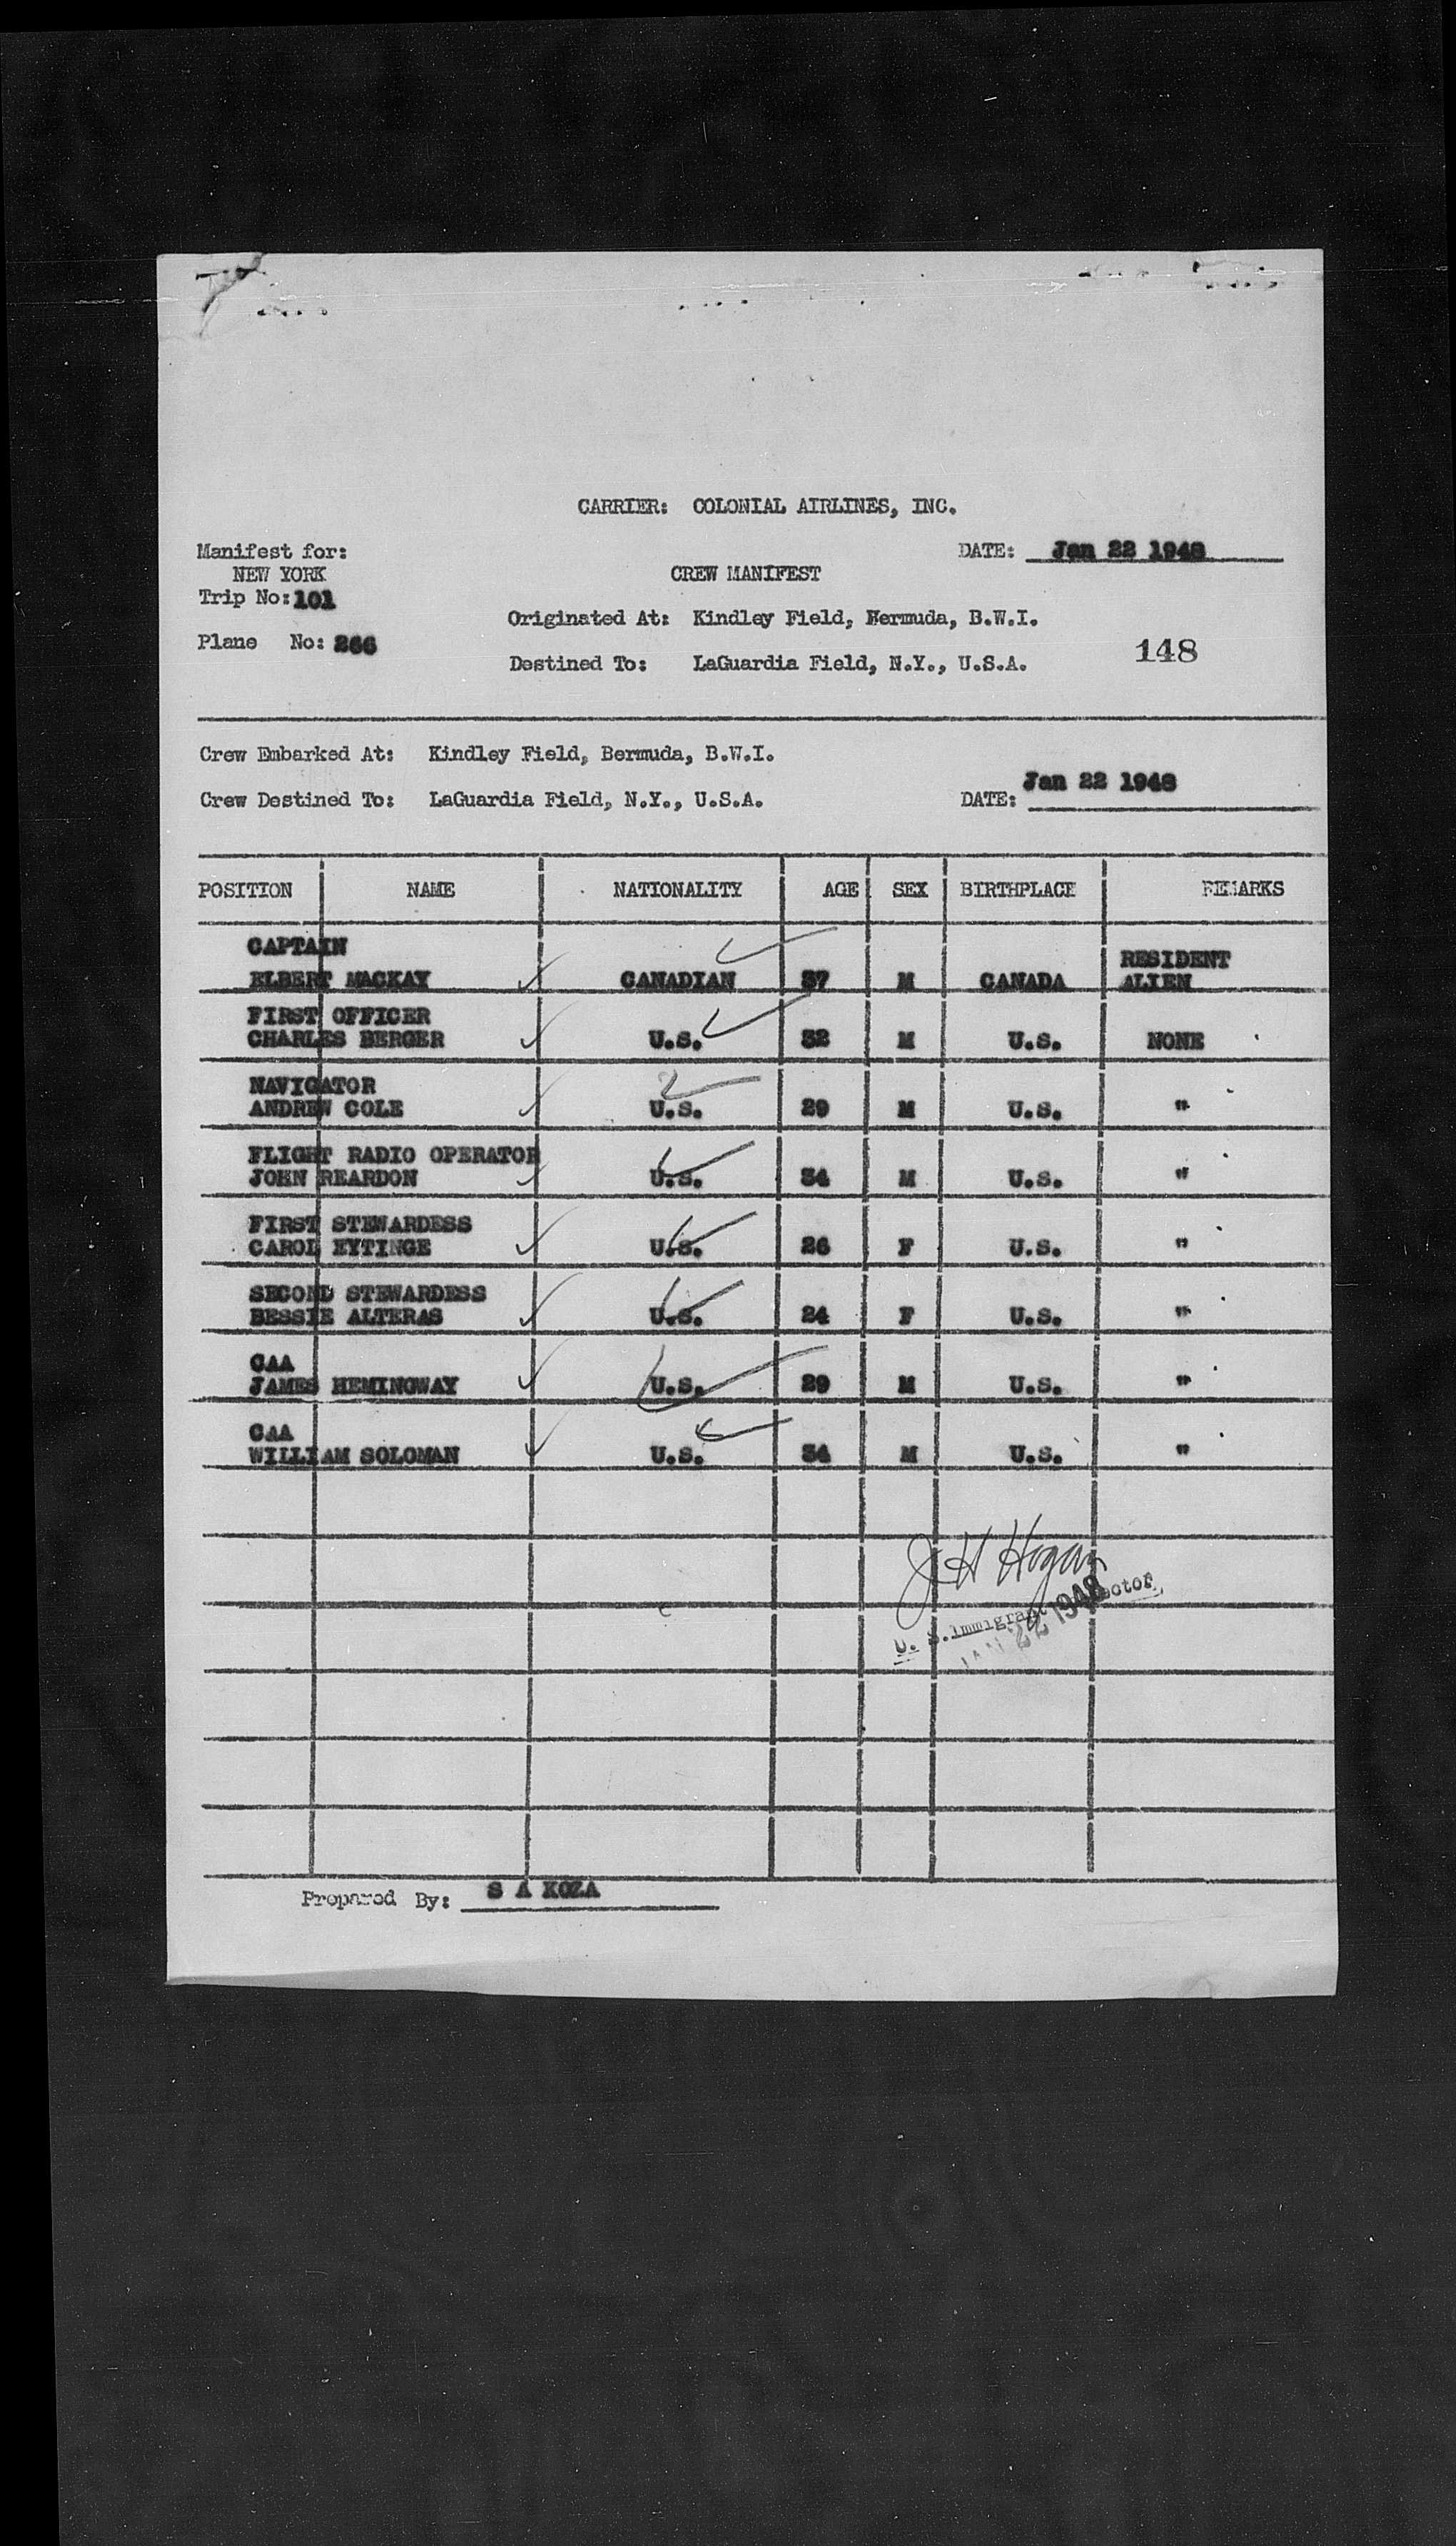 CARRIER: COLONIAL AIRLINES, INC.
Manifest for: DATE: Jan 22 1948
NEW YORK CREW MANIFEST
Trip No: 101
Originated At: Kindley Field, Bermuda, B.W.I.
Plane No: 266 148
Destined To: LaGuardia Field, N.Y., U.S.A.
Crew Embarked At: Kindley Field, Bermuda, B.W.I.
Crew Destined To: LaGuardia Field, N.Y., U.S.A. DATE: Jan 22 1948
POSITION NAME NATIONALITY AGE SEX BIRTHPLACE REMARKS
CAPTAIN RESIDENT
ELBERT MACKAY CANADIAN 37 M CANADA ALIEN
FIRST OFFICER
CHARLES BERGER U.S. 32 M U.S. NONE
NAVIGATOR
ANDREW COLE U.S. 29 M U.S. "
FLIGHT RADIO OPERATOR
JOHN REARDON U.S. 34 M U.S. "
FIRST STEWARDESS
CAROL EYTINGE U.S. 26 F U.S. "
SECOND STEWARDESS
BESSIE ALTERAS U.S. 24 F U.S. "
CAA
JAMES HEMINGWAY U.S. 29 M U.S. "
CAA
WILLIAM SOLOMAN U.S. 34 M U.S. "
J H Hogan
U. S. Immigrant
JAN 22 1948
Prepared By: S A KOZA